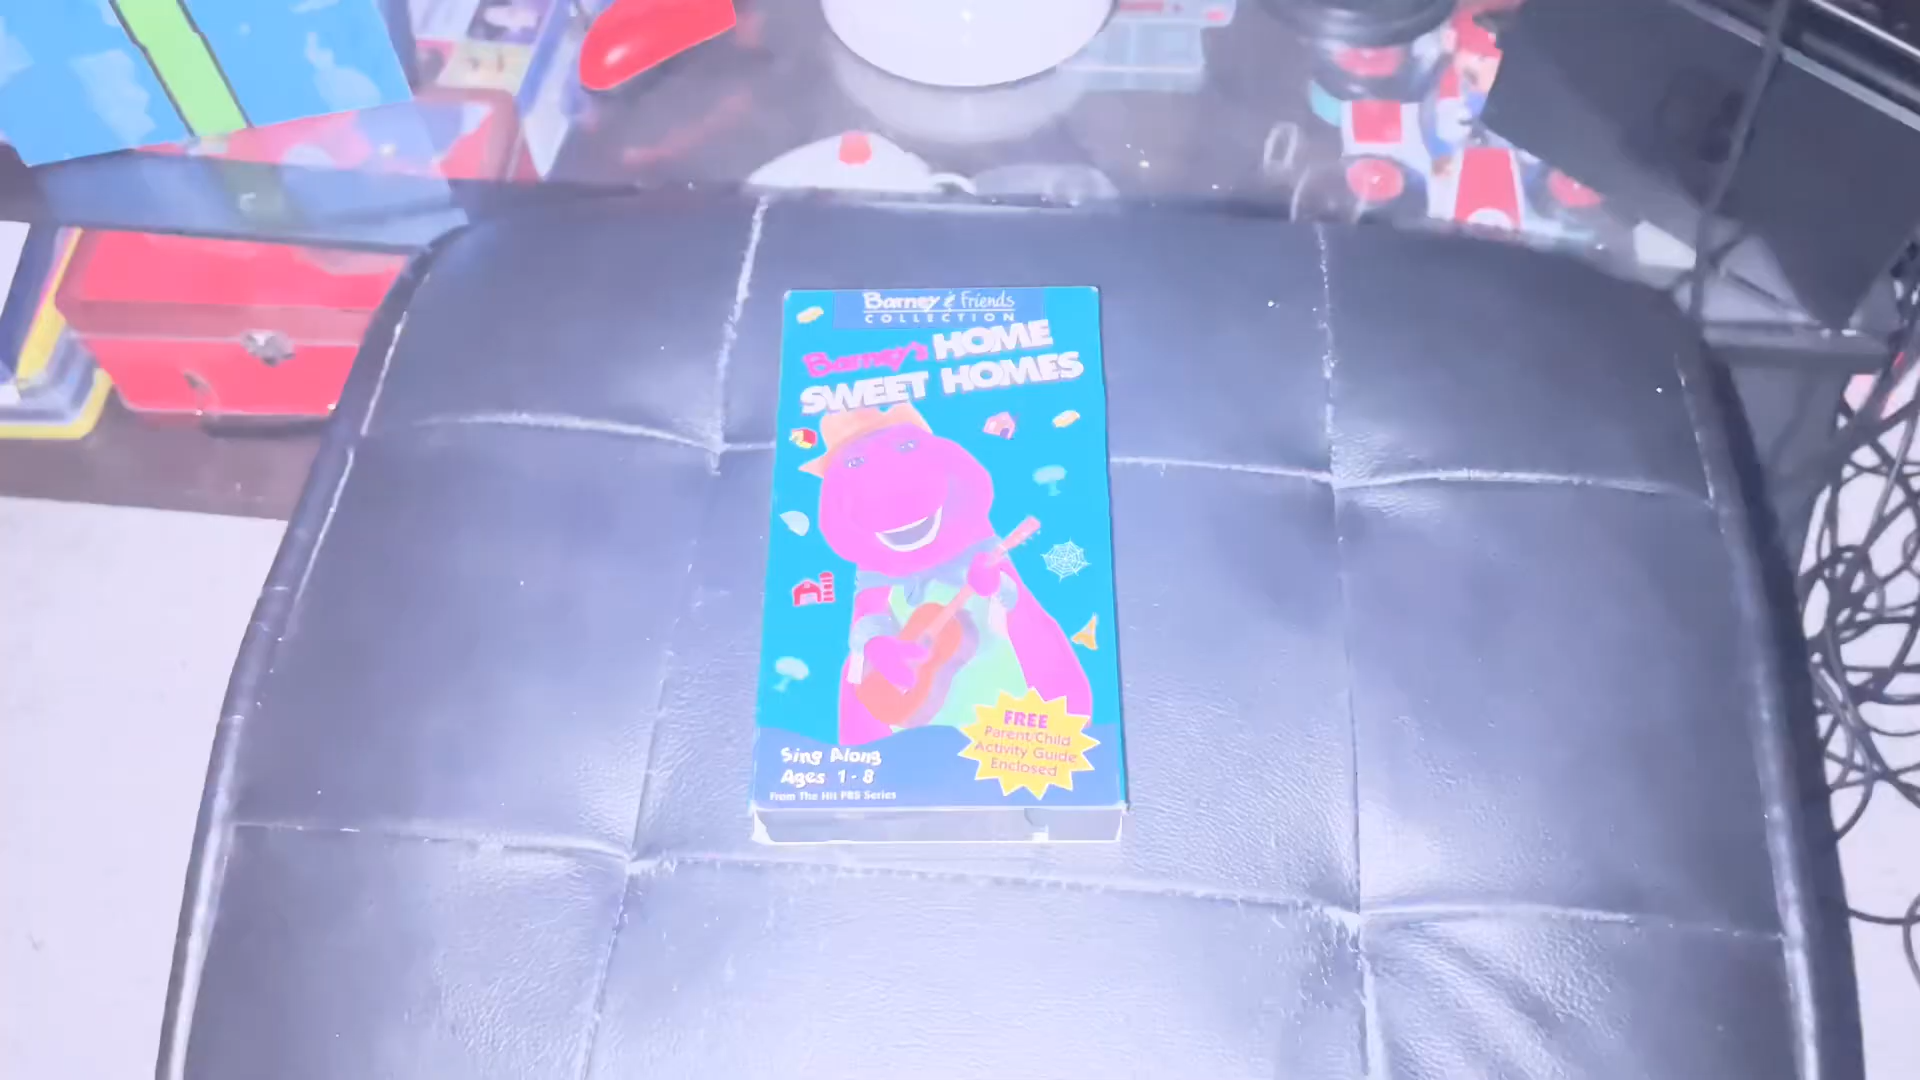 Barney & Friends
COLLECTION
Barney's HOME
SWEET HOMES
FREE
Parent/Child
Activity Guide
Enclosed
Sing Along
Ages 1-8
From The Hit PBS Series